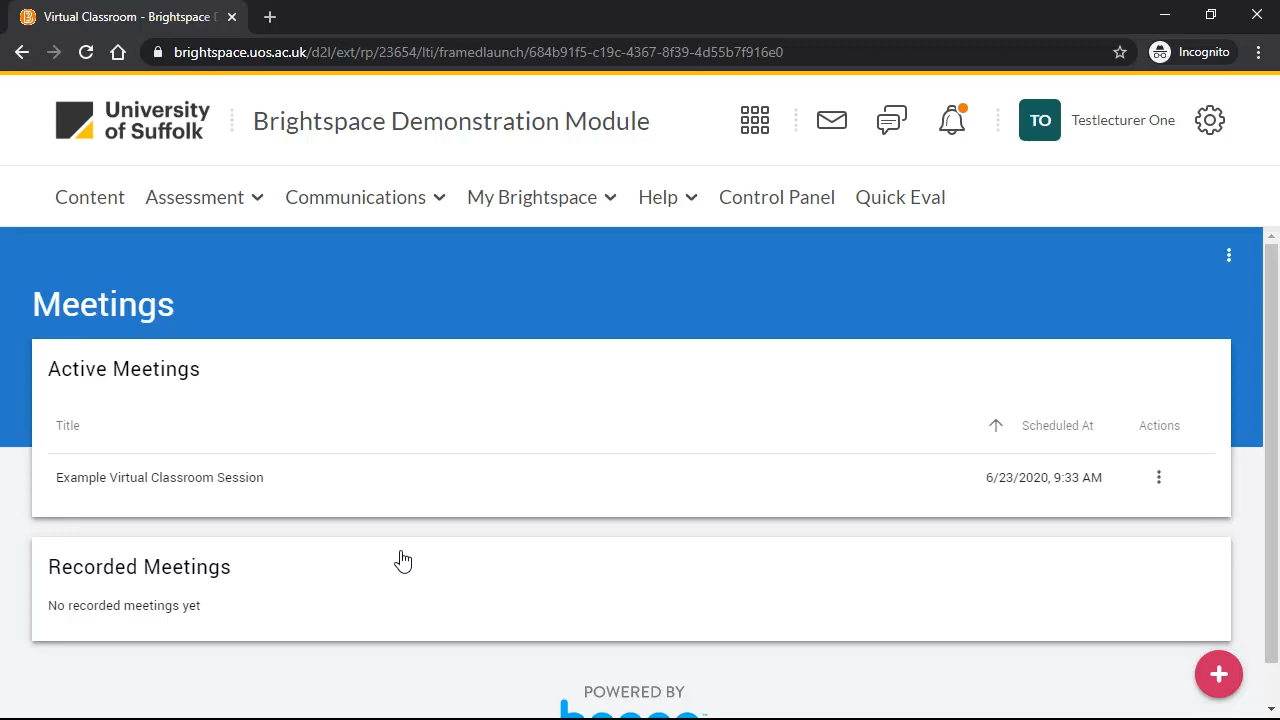 Virtual Classroom - Brightspace
brightspace.uos.ac.uk/d2l/ext/rp/23654/lti/framedlaunch/684b91f5-c19c-4367-8f39-4d55b7f916e0
Incognito
University
of Suffolk
Brightspace Demonstration Module
TO
Testlecturer One
Content
Assessment
Communications
My Brightspace
Help
Control Panel
Quick Eval
Meetings
Active Meetings
Title
Scheduled At
Actions
Example Virtual Classroom Session
6/23/2020, 9:33 AM
Recorded Meetings
No recorded meetings yet
POWERED BY